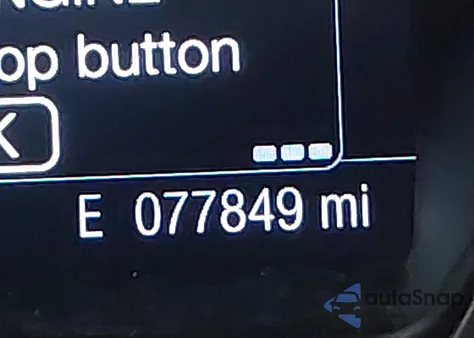 op button
K
E 077849 mi
autoSnap